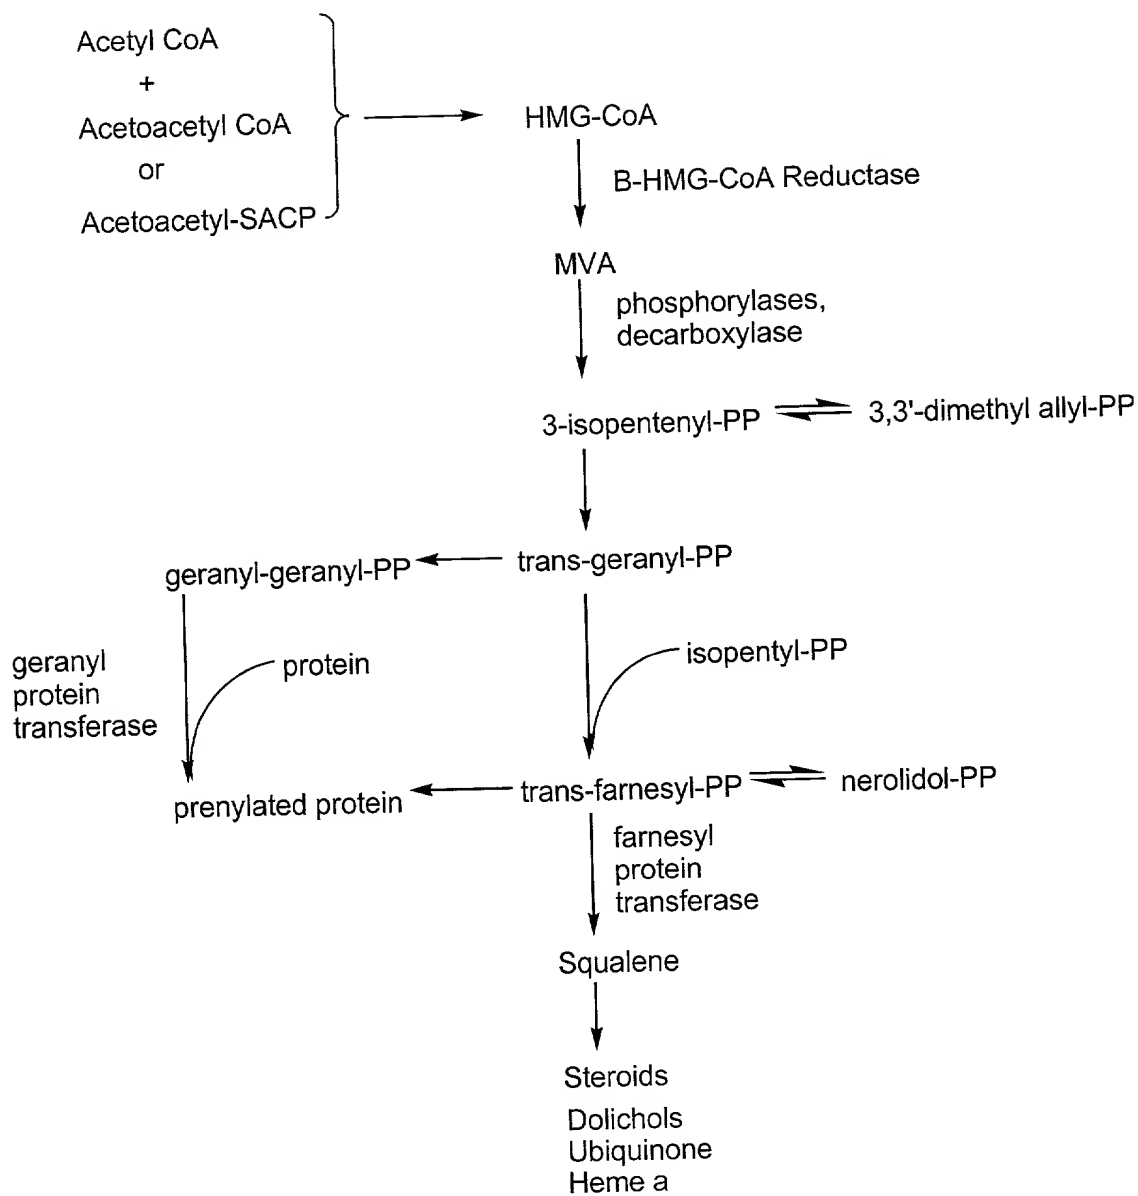 Acetyl CoA
+
Acetoacetyl CoA
or
Acetoacetyl-SACP
HMG-CoA
B-HMG-CoA Reductase
MVA
phosphorylases,
decarboxylase
3-isopentenyl-PP
3,3'-dimethyl allyl-PP
geranyl-geranyl-PP
trans-geranyl-PP
geranyl
protein
transferase
protein
isopentyl-PP
prenylated protein
trans-farnesyl-PP
nerolidol-PP
farnesyl
protein
transferase
Squalene
Steroids
Dolichols
Ubiquinone
Heme a